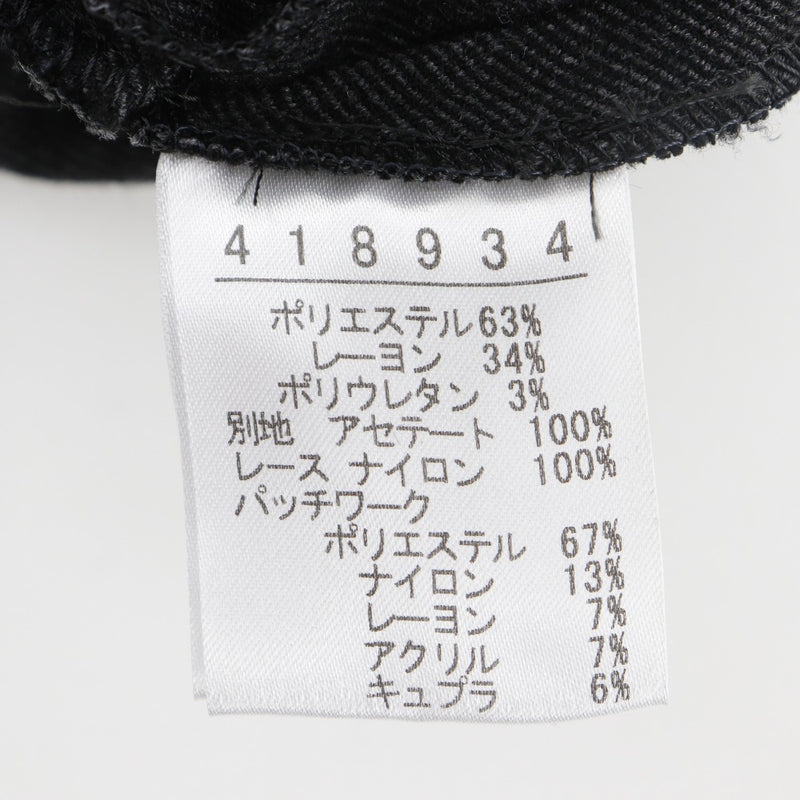 418934
ポリエステル 63%
レーヨン 34%
ポリウレタン 3%
別地 アセテート 100%
レース ナイロン 100%
パッチワーク
ポリエステル 67%
ナイロン 13%
レーヨン 7%
アクリル 7%
キュプラ 6%